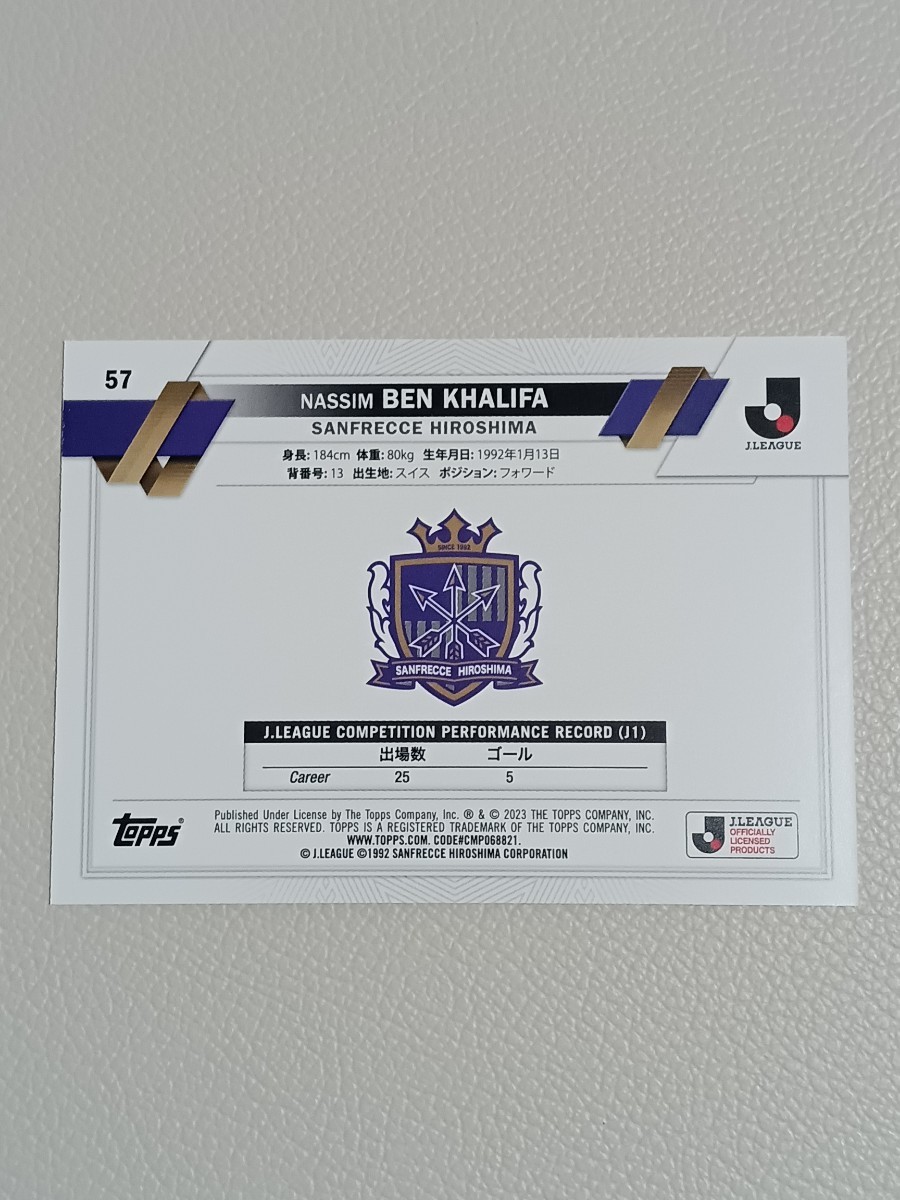 57
NASSIM BEN KHALIFA
SANFRECCE HIROSHIMA
身長: 184cm 体重: 80kg 生年月日: 1992年1月13日
背番号: 13 出生地: スイス ポジション: フォワード
J.LEAGUE
SINCE 1992
SANFRECCE HIROSHIMA
J.LEAGUE COMPETITION PERFORMANCE RECORD (J1)
出場数 ゴール
Career 25 5
Topps®
Published Under License by The Topps Company, Inc. ® & © 2023 THE TOPPS COMPANY, INC.
ALL RIGHTS RESERVED. TOPPS IS A REGISTERED TRADEMARK OF THE TOPPS COMPANY, INC.
WWW.TOPPS.COM. CODE#CMP068821.
© J.LEAGUE ©1992 SANFRECCE HIROSHIMA CORPORATION
J.LEAGUE
OFFICIALLY
LICENSED
PRODUCTS